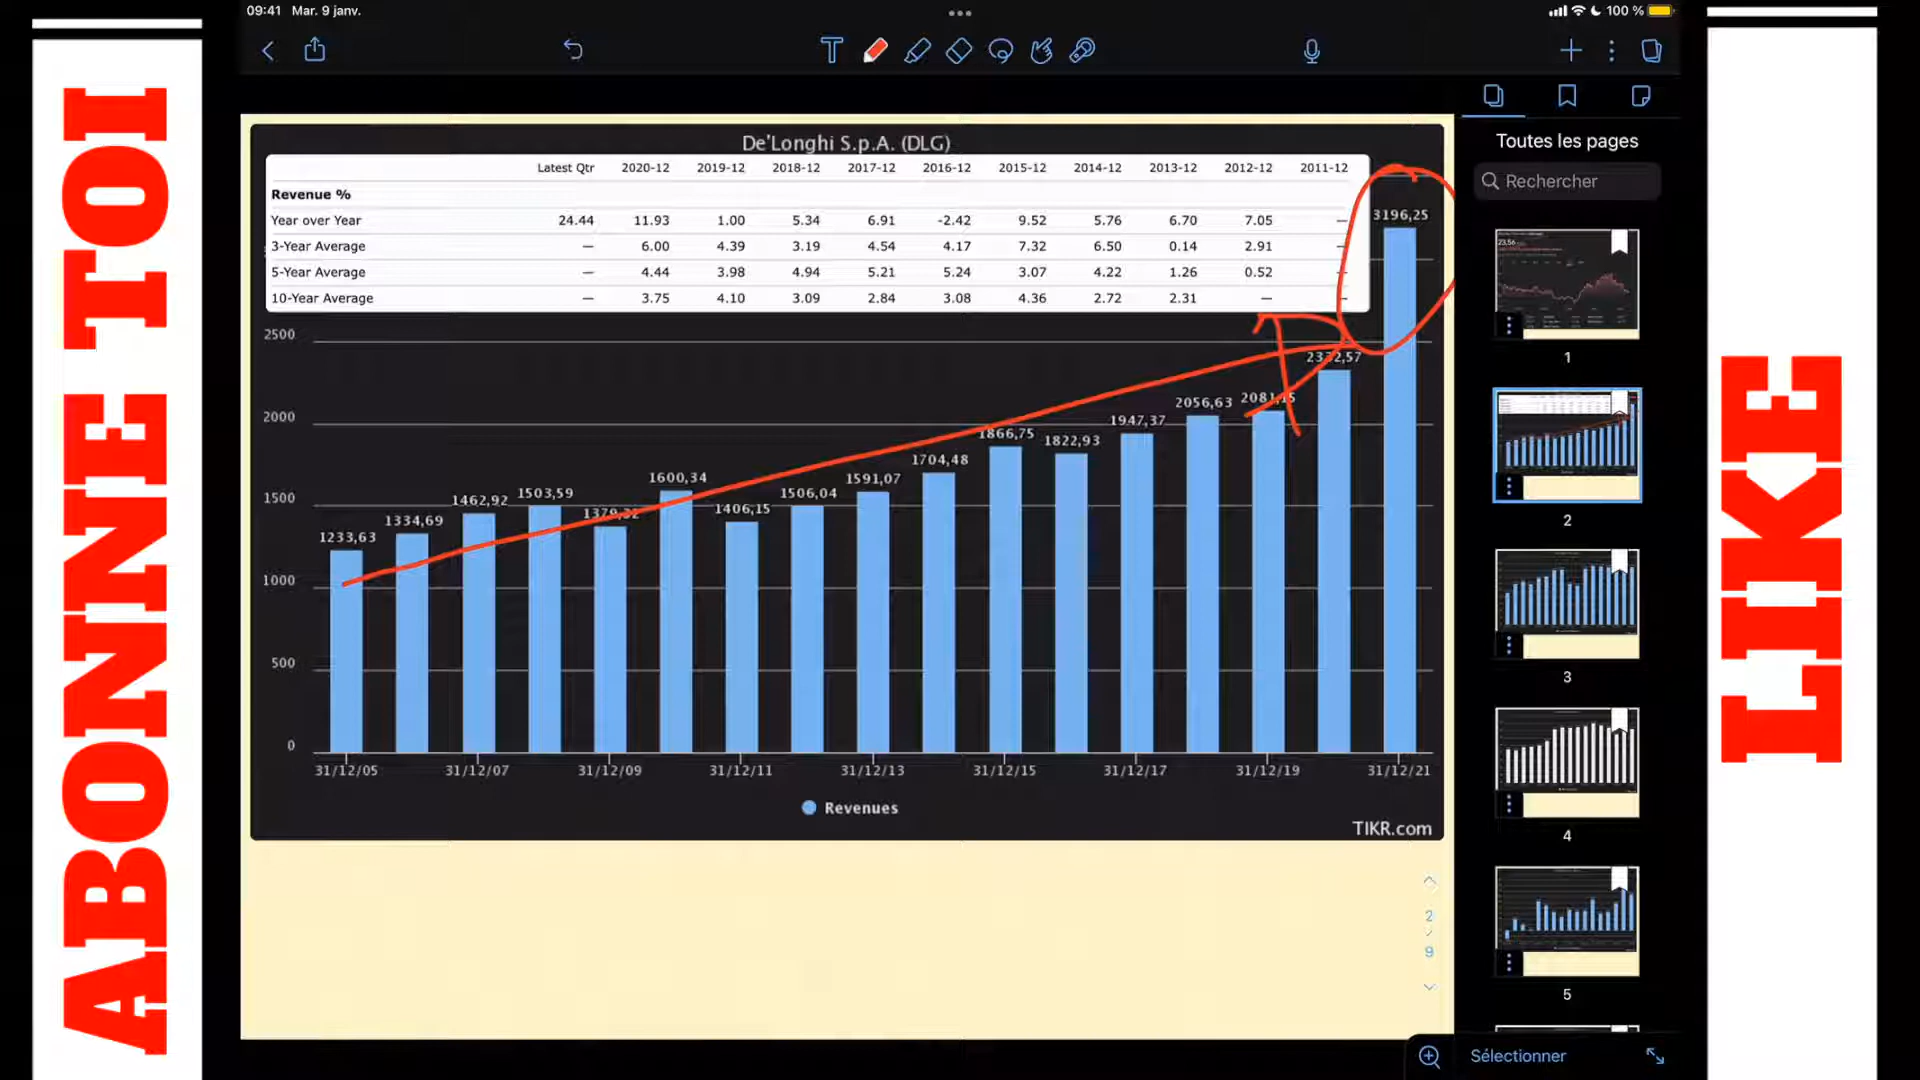 09:41 Mar. 9 janv.
100 %
ABONNE TOI
LIKE
Toutes les pages
Rechercher
De'Longhi S.p.A. (DLG)
Latest Qtr 2020-12 2019-12 2018-12 2017-12 2016-12 2015-12 2014-12 2013-12 2012-12 2011-12
Revenue %
Year over Year 24.44 11.93 1.00 5.34 6.91 -2.42 9.52 5.76 6.70 7.05 —
3-Year Average — 6.00 4.39 3.19 4.54 4.17 7.32 6.50 0.14 2.91 —
5-Year Average — 4.44 3.98 4.94 5.21 5.24 3.07 4.22 1.26 0.52 —
10-Year Average — 3.75 4.10 3.09 2.84 3.08 4.36 2.72 2.31 — —
3196,25
2500
2000
1500
1000
500
0
1233,63 1334,69 1462,92 1503,59 1600,34 1406,15 1506,04 1591,07 1704,48 1866,75 1822,93 1947,37 2056,63
31/12/05 31/12/07 31/12/09 31/12/11 31/12/13 31/12/15 31/12/17 31/12/19 31/12/21
Revenues
TIKR.com
2
9
1
2
3
4
5
Sélectionner